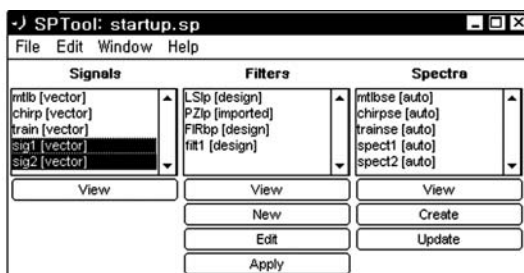 SPTool: startup.sp
File Edit Window Help
Signals
mtlb [vector]
chirp [vector]
train [vector]
sig1 [vector]
sig2 [vector]
View
Filters
LSlp [design]
PZlp [imported]
FIRbp [design]
filt1 [design]
View
New
Edit
Apply
Spectra
mtlbse [auto]
chirpse [auto]
trainse [auto]
spect1 [auto]
spect2 [auto]
View
Create
Update